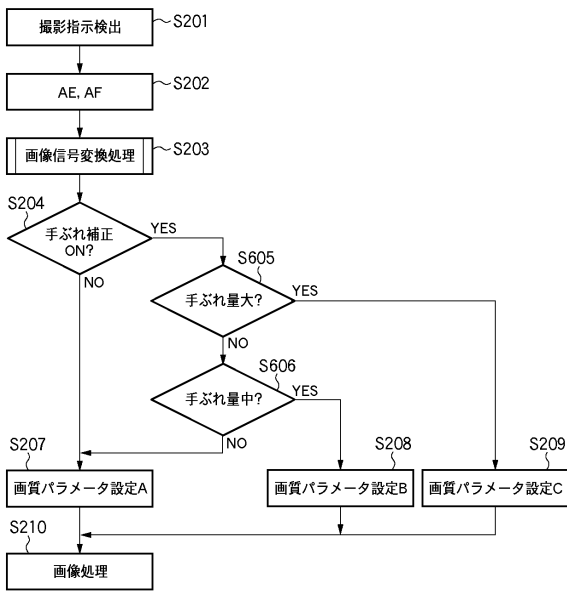 撮影指示検出
S201
AE, AF
S202
画像信号変換処理
S203
S204
手ぶれ補正
ON?
YES
NO
S605
手ぶれ量大?
YES
NO
S606
手ぶれ量中?
YES
NO
S207
画質パラメータ設定A
S208
画質パラメータ設定B
S209
画質パラメータ設定C
S210
画像処理